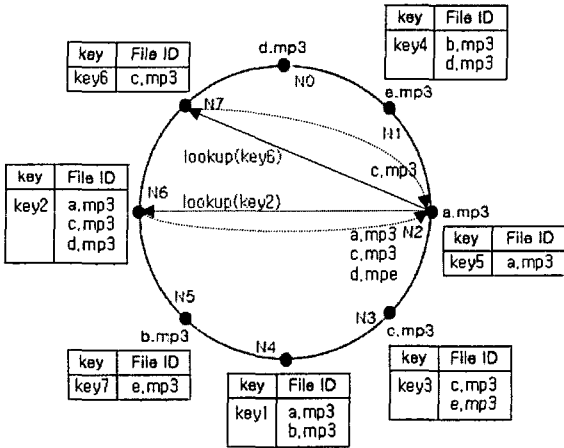 d.mp3
N0
key File ID
key4 b.mp3
d.mp3
key File ID
key6 c.mp3
N7
e.mp3
N1
lookup(key6)
c.mp3
key File ID
key2 a.mp3
c.mp3
d.mp3
N6
lookup(key2)
a.mp3
N2
a.mp3
c.mp3
d.mpe
key File ID
key5 a.mp3
N5
b.mp3
N4
N3
c.mp3
key File ID
key7 e.mp3
key File ID
key1 a.mp3
b.mp3
key File ID
key3 c.mp3
e.mp3